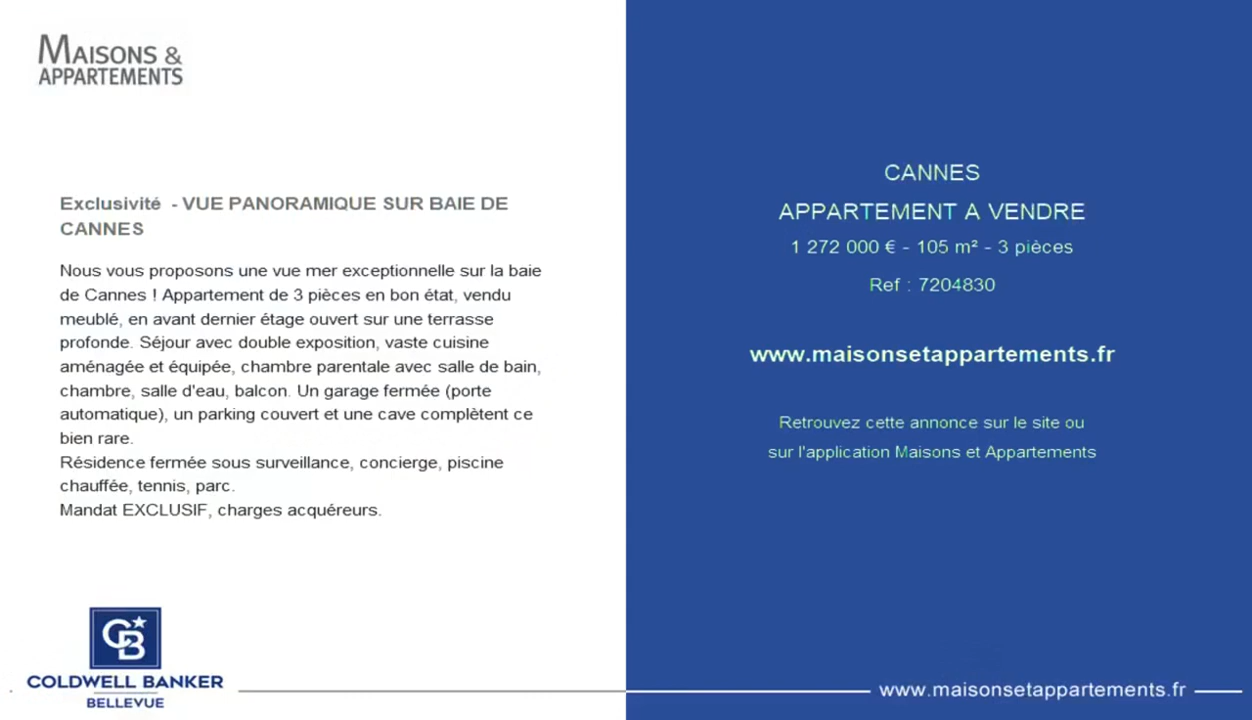 MAISONS &
APPARTEMENTS
Exclusivité - VUE PANORAMIQUE SUR BAIE DE
CANNES
Nous vous proposons une vue mer exceptionnelle sur la baie
de Cannes ! Appartement de 3 pièces en bon état, vendu
meublé, en avant dernier étage ouvert sur une terrasse
profonde. Séjour avec double exposition, vaste cuisine
aménagée et équipée, chambre parentale avec salle de bain,
chambre, salle d'eau, balcon. Un garage fermée (porte
automatique), un parking couvert et une cave complètent ce
bien rare.
Résidence fermée sous surveillance, concierge, piscine
chauffée, tennis, parc.
Mandat EXCLUSIF, charges acquéreurs.
CB
COLDWELL BANKER
BELLEVUE
CANNES
APPARTEMENT A VENDRE
1 272 000 € - 105 m² - 3 pièces
Ref : 7204830
www.maisonsetappartements.fr
Retrouvez cette annonce sur le site ou
sur l'application Maisons et Appartements
www.maisonsetappartements.fr